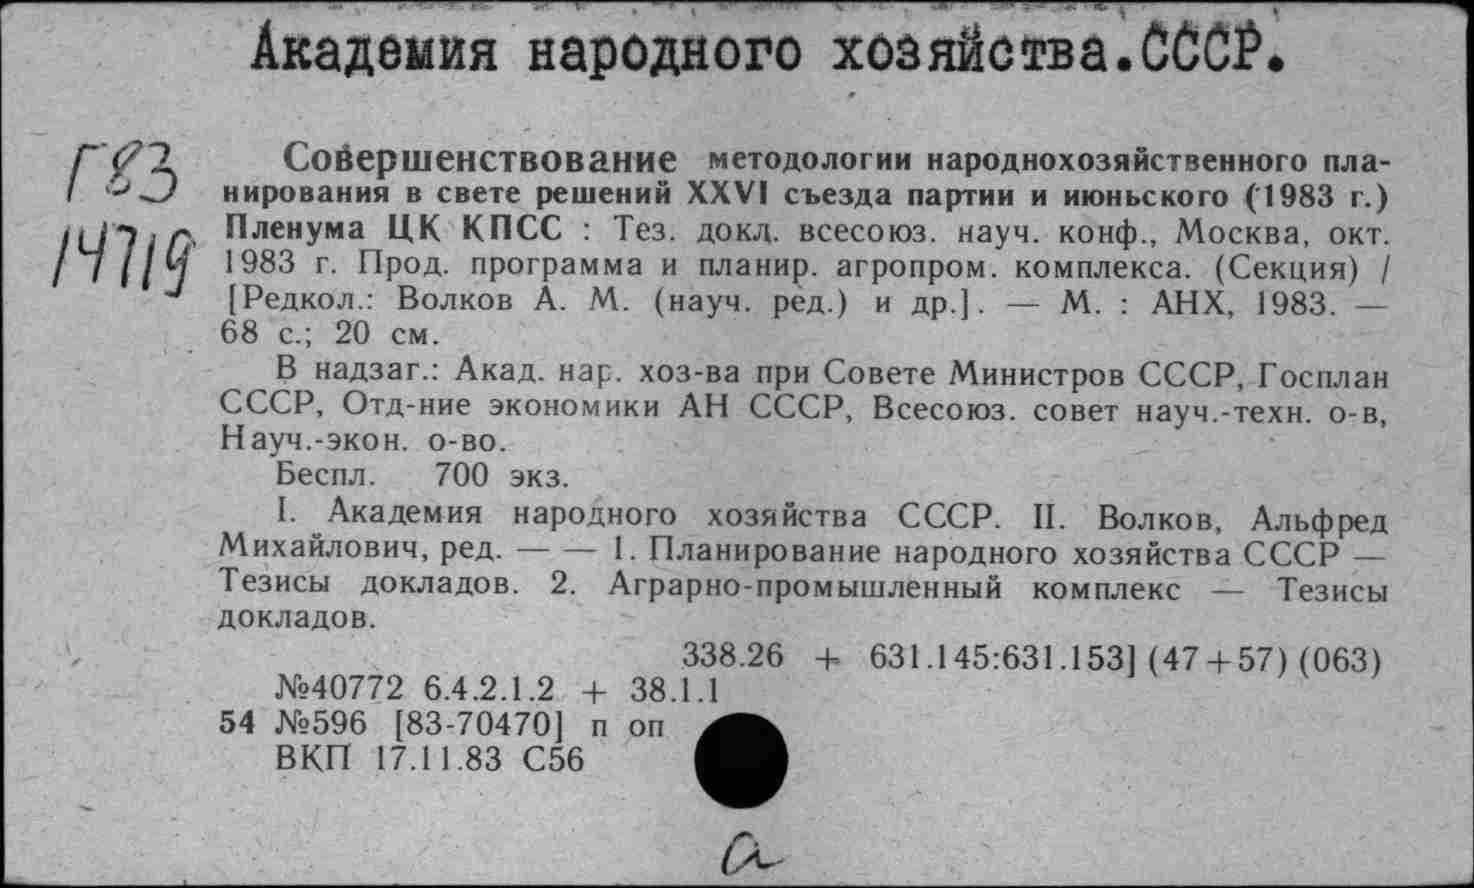 Академия народного хозяйства.СССР.
Г83
14719
Совершенствование методологии народнохозяйственного пла-
нирования в свете решений XXVI съезда партии и июньского (1983 г.)
Пленума ЦК КПСС : Тез. докл. всесоюз. науч. конф., Москва, окт.
1983 г. Прод. программа и планир. агропром. комплекса. (Секция) /
[Редкол.: Волков А. М. (науч. ред.) и др.]. — М. : АНХ, 1983. —
68 с.; 20 см.
В надзаг.: Акад. нар. хоз-ва при Совете Министров СССР, Госплан
СССР, Отд-ние экономики АН СССР, Всесоюз. совет науч.-техн. о-в,
Науч.-экон. о-во.
Беспл. 700 экз.
I. Академия народного хозяйства СССР. II. Волков, Альфред
Михайлович, ред. — — 1. Планирование народного хозяйства СССР —
Тезисы докладов. 2. Аграрно-промышленный комплекс — Тезисы
докладов.
338.26 + 631.145:631.153] (47+57) (063)
№40772 6.4.2.1.2 + 38.1.1
54 №596 [83-70470] п оп
ВКП 17.11.83 С56
а